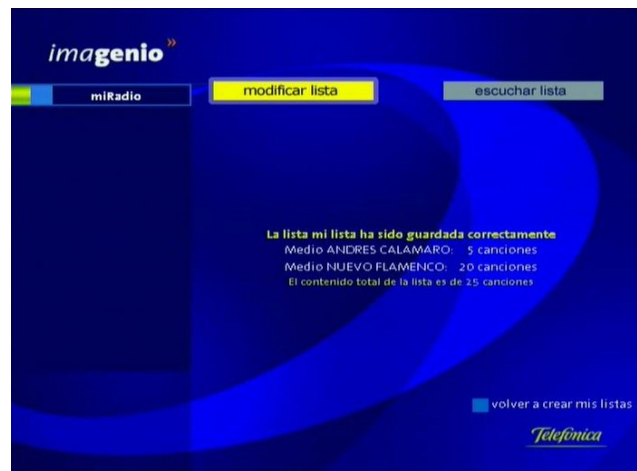 imagenio»
miRadio
modificar lista
escuchar lista
La lista mi lista ha sido guardada correctamente
Medio ANDRES CALAMARO: 5 canciones
Medio NUEVO FLAMENCO: 20 canciones
El contenido total de la lista es de 25 canciones
volver a crear mis listas
Telefónica